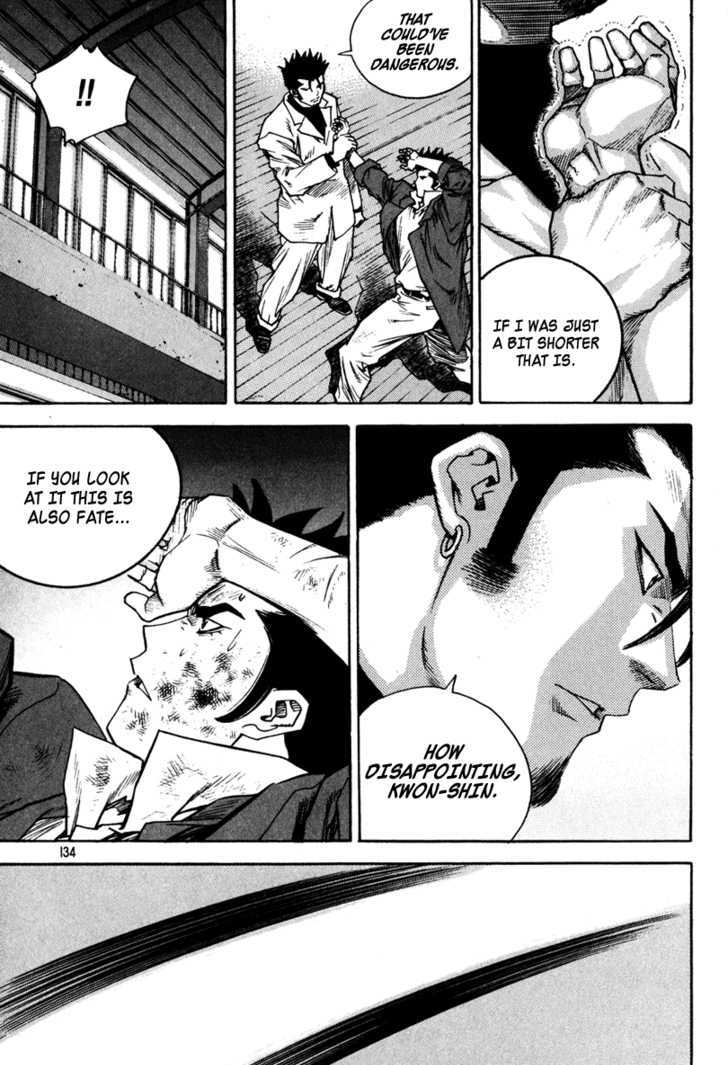 !!
THAT
COULD'VE
BEEN
DANGEROUS.
IF I WAS JUST
A BIT SHORTER
THAT IS.
IF YOU LOOK
AT IT THIS IS
ALSO FATE...
HOW
DISAPPOINTING,
KWON-SHIN.
134